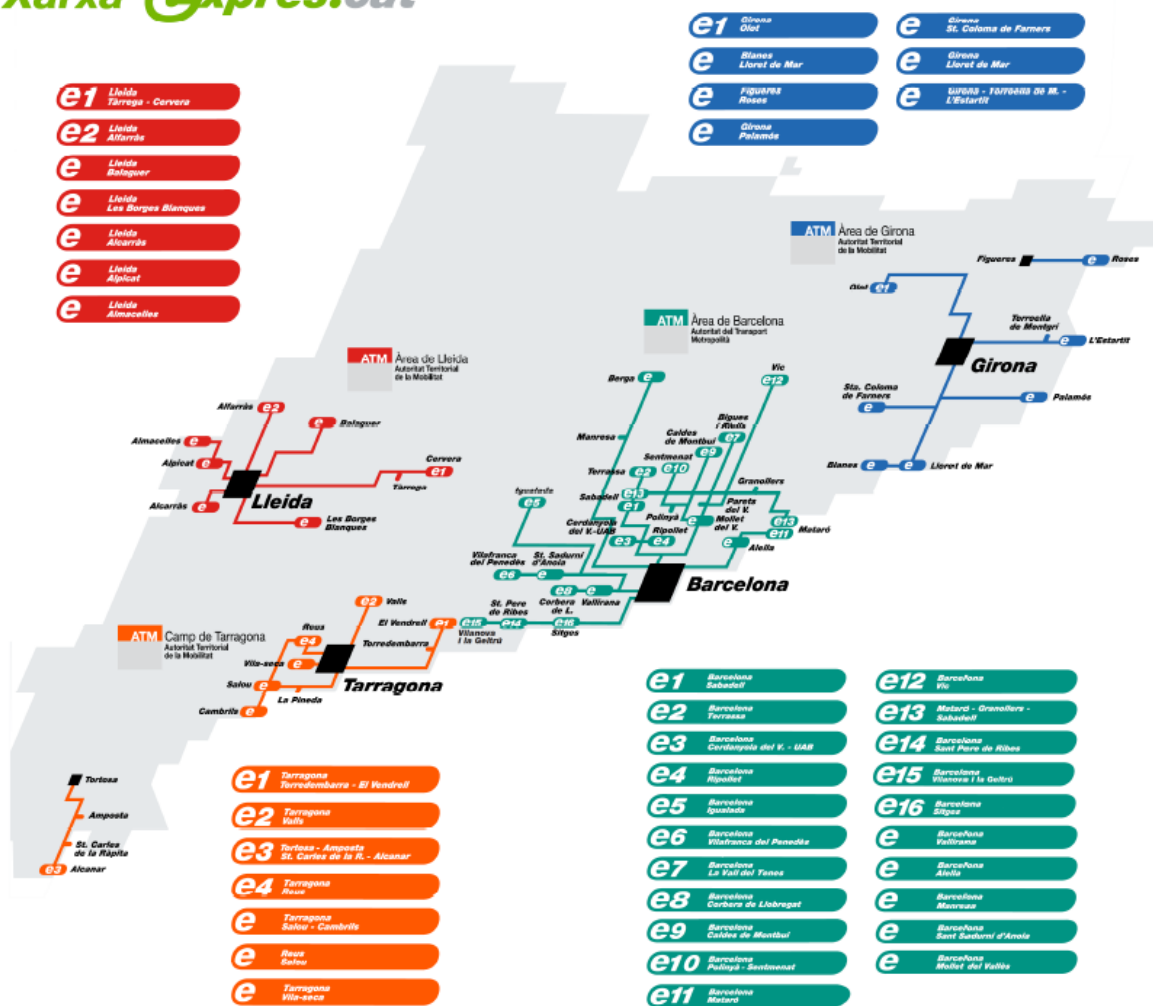 Xarxa exprés.cat
e1 Girona
Olot
e Blanes
Lloret de Mar
e Figueres
Roses
e Girona
Palamós
e Girona
St. Coloma de Farners
e Girona
Lloret de Mar
e Girona - Torroella de M. -
L'Estartit
e1 Lleida
Tàrrega - Cervera
e2 Lleida
Alfarràs
e Lleida
Balaguer
e Lleida
Les Borges Blanques
e Lleida
Alcarràs
e Lleida
Alpicat
e Lleida
Almacelles
ATM Àrea de Girona
Autoritat Territorial
de la Mobilitat
Figueres
e Roses
Olot e1
Torroella
de Montgrí
e L'Estartit
Girona
Sta. Coloma
de Farners
e
e Palamós
Blanes e
e Lloret de Mar
ATM Àrea de Barcelona
Autoritat del Transport
Metropolità
Berga e
Vic
e12
Manresa
Bigues
i Riells
e7
Caldes
de Montbui
e9
Sentmenat
e10
Terrassa e2
Granollers
Sabadell e13
e1
Igualada
e5
Polinyà
Parets
del V.
e Mollet
del V.
e13
e11
Mataró
Cerdanyola
del V.-UAB
Ripollet
e3
e4
e Alella
Vilafranca
del Penedès
e6
St. Sadurní
d'Anoia
e
Barcelona
e8
e
Vallirana
Corbera
de L.
St. Pere
de Ribes
e15
e14
e16
Vilanova
i la Geltrú
Sitges
ATM Àrea de Lleida
Autoritat Territorial
de la Mobilitat
Alfarràs e2
e Balaguer
Almacelles e
Alpicat e
Cervera
e1
Tàrrega
Lleida
Alcarràs e
e Les Borges
Blanques
ATM Camp de Tarragona
Autoritat Territorial
de la Mobilitat
e2 Valls
Reus
e4
El Vendrell e1
Torredembarra
Vila-seca e
Tarragona
Salou e
La Pineda
Cambrils e
Tortosa
Amposta
St. Carles
de la Ràpita
e3 Alcanar
e1 Tarragona
Torredembarra - El Vendrell
e2 Tarragona
Valls
e3 Tortosa - Amposta
St. Carles de la R. - Alcanar
e4 Tarragona
Reus
e Tarragona
Salou - Cambrils
e Reus
Salou
e Tarragona
Vila-seca
e1 Barcelona
Sabadell
e2 Barcelona
Terrassa
e3 Barcelona
Cerdanyola del V. - UAB
e4 Barcelona
Ripollet
e5 Barcelona
Igualada
e6 Barcelona
Vilafranca del Penedès
e7 Barcelona
La Vall del Tenes
e8 Barcelona
Corbera de Llobregat
e9 Barcelona
Caldes de Montbui
e10 Barcelona
Polinyà - Sentmenat
e11 Barcelona
Mataró
e12 Barcelona
Vic
e13 Mataró - Granollers -
Sabadell
e14 Barcelona
Sant Pere de Ribes
e15 Barcelona
Vilanova i la Geltrú
e16 Barcelona
Sitges
e Barcelona
Vallirana
e Barcelona
Alella
e Barcelona
Manresa
e Barcelona
Sant Sadurní d'Anoia
e Barcelona
Mollet del Vallès